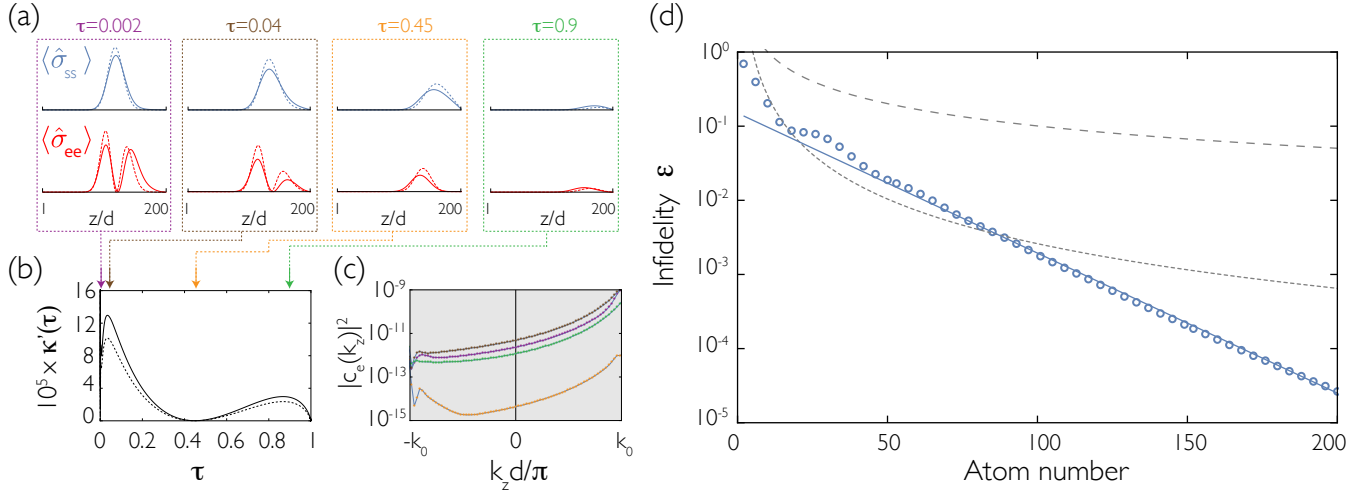 (a)
τ=0.002 τ=0.04 τ=0.45 τ=0.9
⟨σ̂ss⟩
⟨σ̂ee⟩
1 200 1 200 1 200 1 200
z/d z/d z/d z/d
(b)
16
12
8
4
0
0 0.2 0.4 0.6 0.8 1
|10⁵ × κ'(τ)
τ
(c)
10⁻⁹
10⁻¹¹
10⁻¹³
10⁻¹⁵
-k₀ 0 k₀
|cₑ(k_z)|²
k_z d/π
(d)
10⁰
10⁻¹
10⁻²
10⁻³
10⁻⁴
10⁻⁵
0 50 100 150 200
Infidelity ε
Atom number